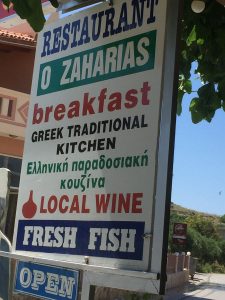 RESTAURANT
O ZAHARIAS
breakfast
GREEK TRADITIONAL
KITCHEN
Ελληνική παραδοσιακή
κουζίνα
LOCAL WINE
FRESH FISH
OPEN